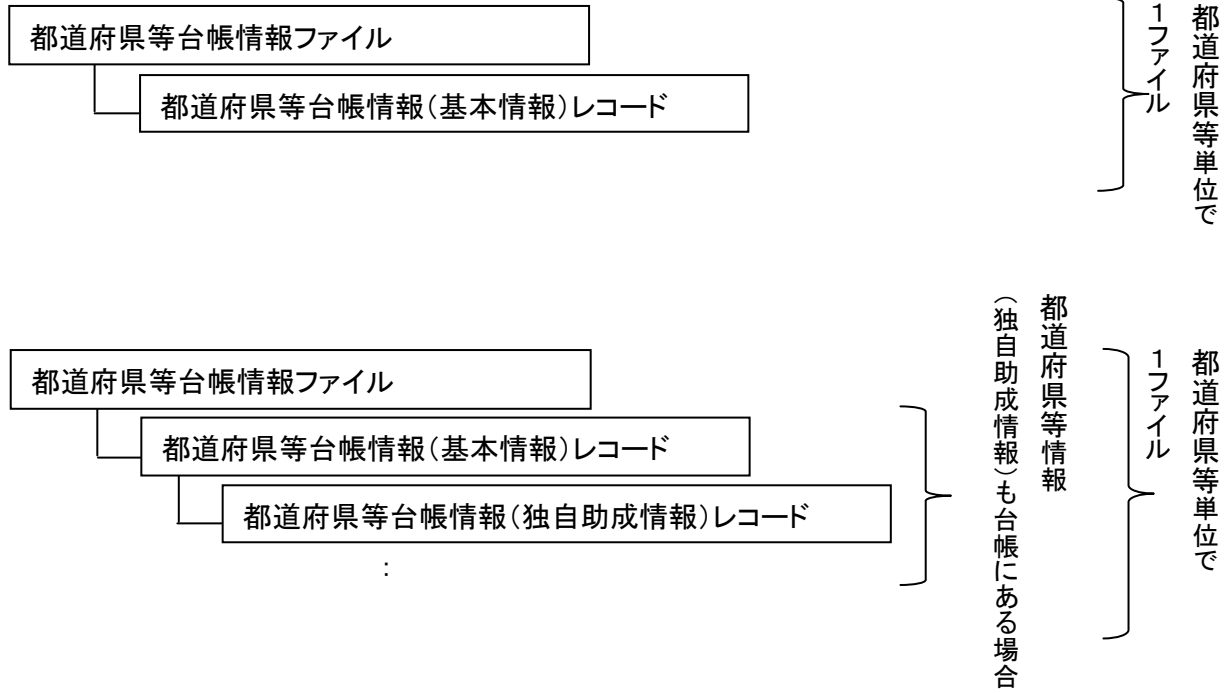 都道府県等台帳情報ファイル
都道府県等台帳情報(基本情報)レコード
都道府県等単位で
1ファイル
都道府県等台帳情報ファイル
都道府県等台帳情報(基本情報)レコード
都道府県等台帳情報(独自助成情報)レコード
:
都道府県等情報
(独自助成情報)も台帳にある場合
都道府県等単位で
1ファイル